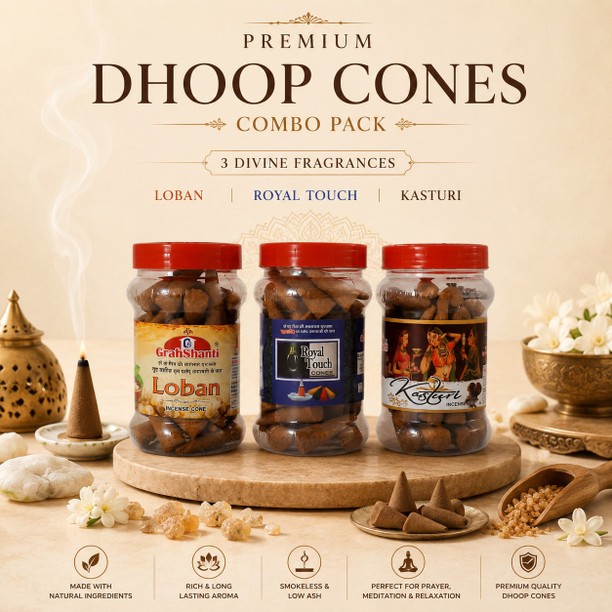 PREMIUM
DHOOP CONES
COMBO PACK
3 DIVINE FRAGRANCES
LOBAN | ROYAL TOUCH | KASTURI
GrahShanti
Loban
INCENSE CONE
Royal
Touch
CONES
Kasturi
INCENSE
MADE WITH
NATURAL INGREDIENTS
RICH & LONG
LASTING AROMA
SMOKELESS &
LOW ASH
PERFECT FOR PRAYER,
MEDITATION & RELAXATION
PREMIUM QUALITY
DHOOP CONES